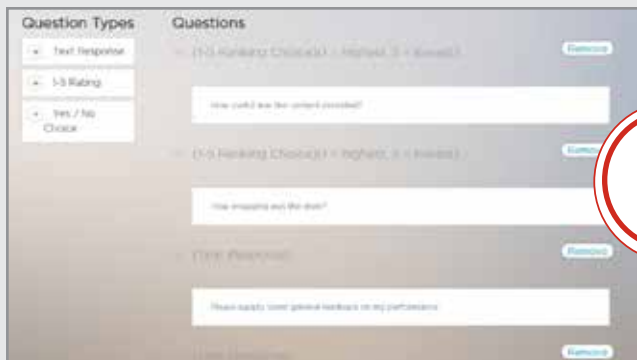 Question Types
Questions
+ Text Response
+ 1-5 Rating
+ Yes / No
Choice
(1-5 Ranking Choice)(1 = highest, 5 = lowest)
Remove
How useful was the content provided?
(1-5 Ranking Choice)(1 = highest, 5 = lowest)
Remove
How engaging was the
(Text Response)
Remove
Please supply some general feedback on my performance
(Text Response)
Remove